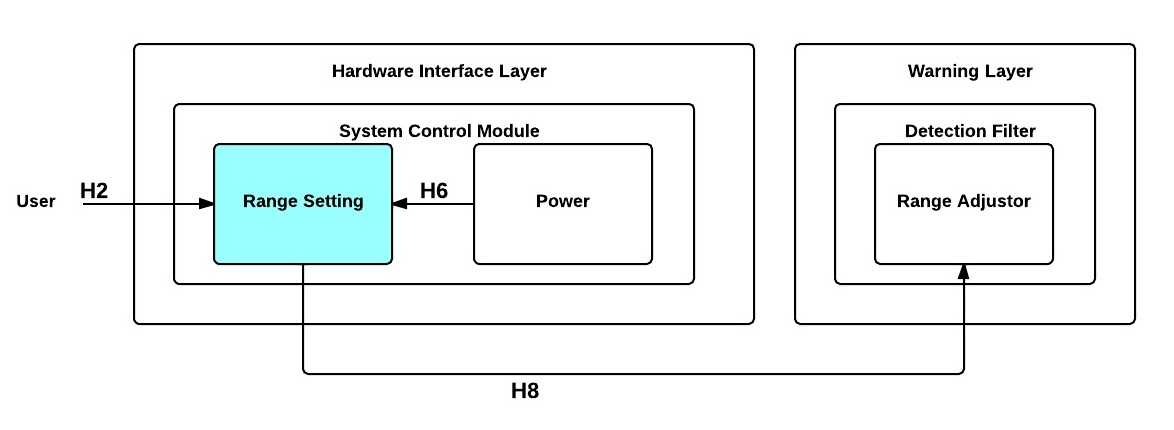 Hardware Interface Layer
Warning Layer
System Control Module
Detection Filter
User
H2
Range Setting
H6
Power
Range Adjustor
H8